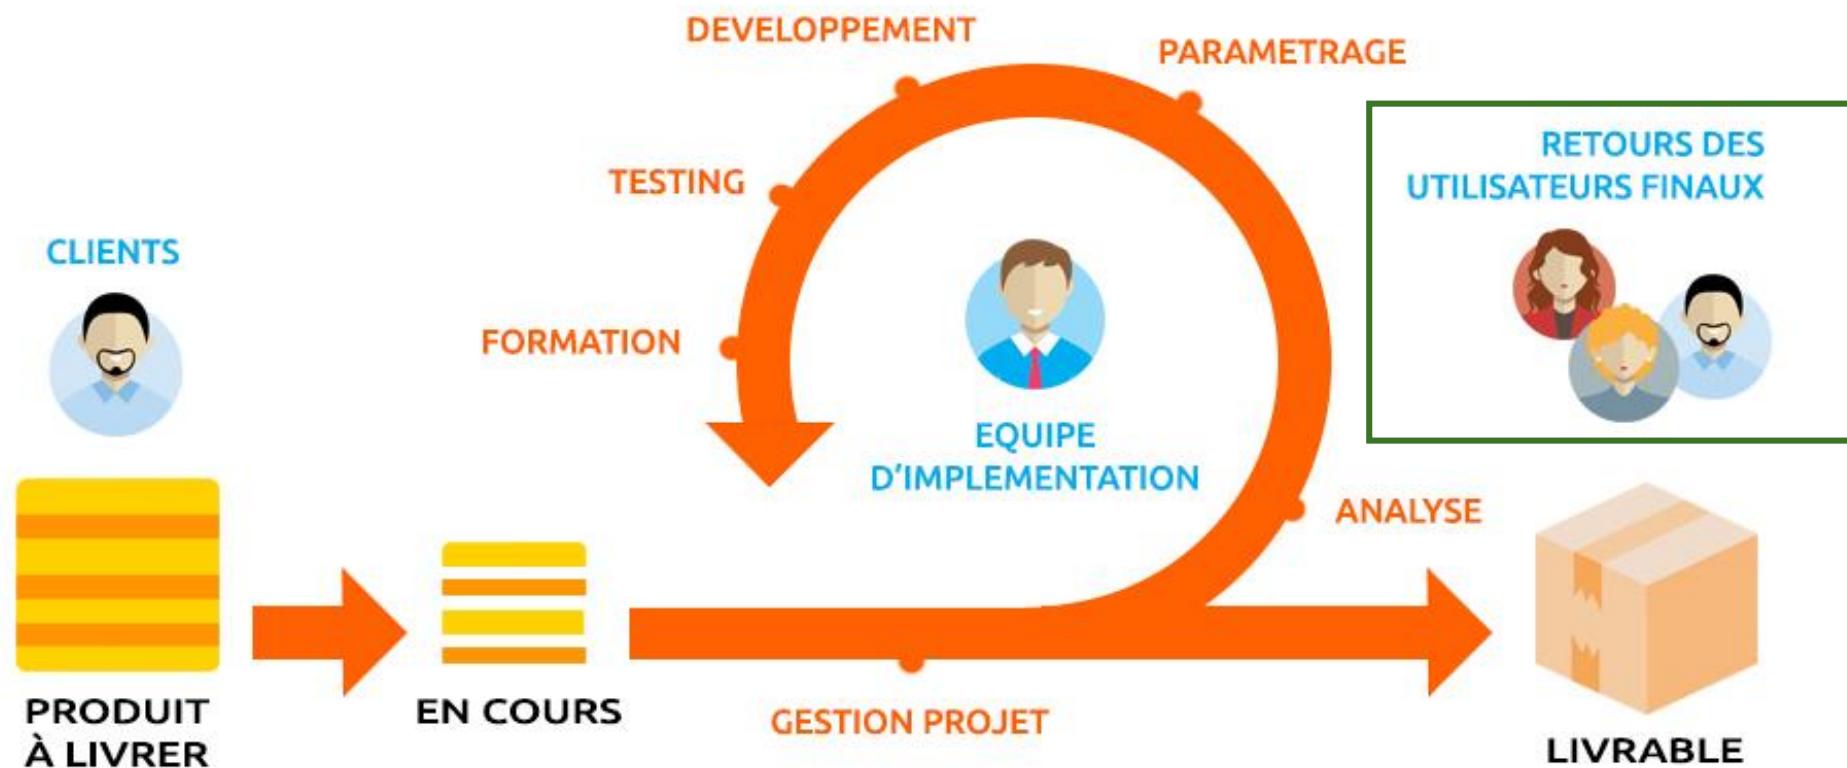 DEVELOPPEMENT
PARAMETRAGE
RETOURS DES
UTILISATEURS FINAUX
TESTING
CLIENTS
FORMATION
EQUIPE
D'IMPLEMENTATION
ANALYSE
PRODUIT
À LIVRER
EN COURS
GESTION PROJET
LIVRABLE